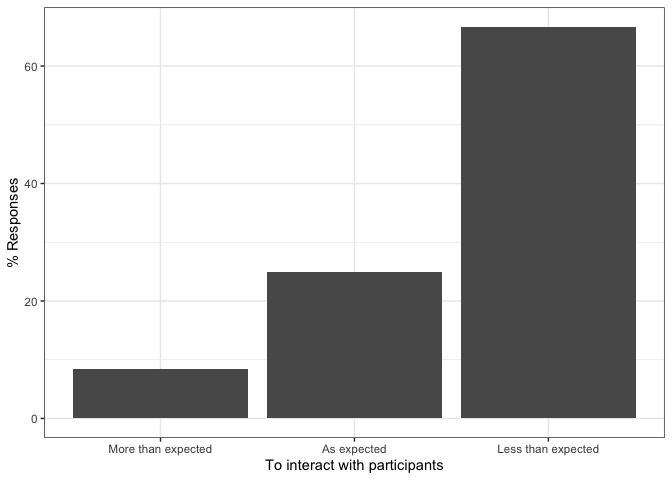 % Responses
60
40
20
0
More than expected
As expected
Less than expected
To interact with participants